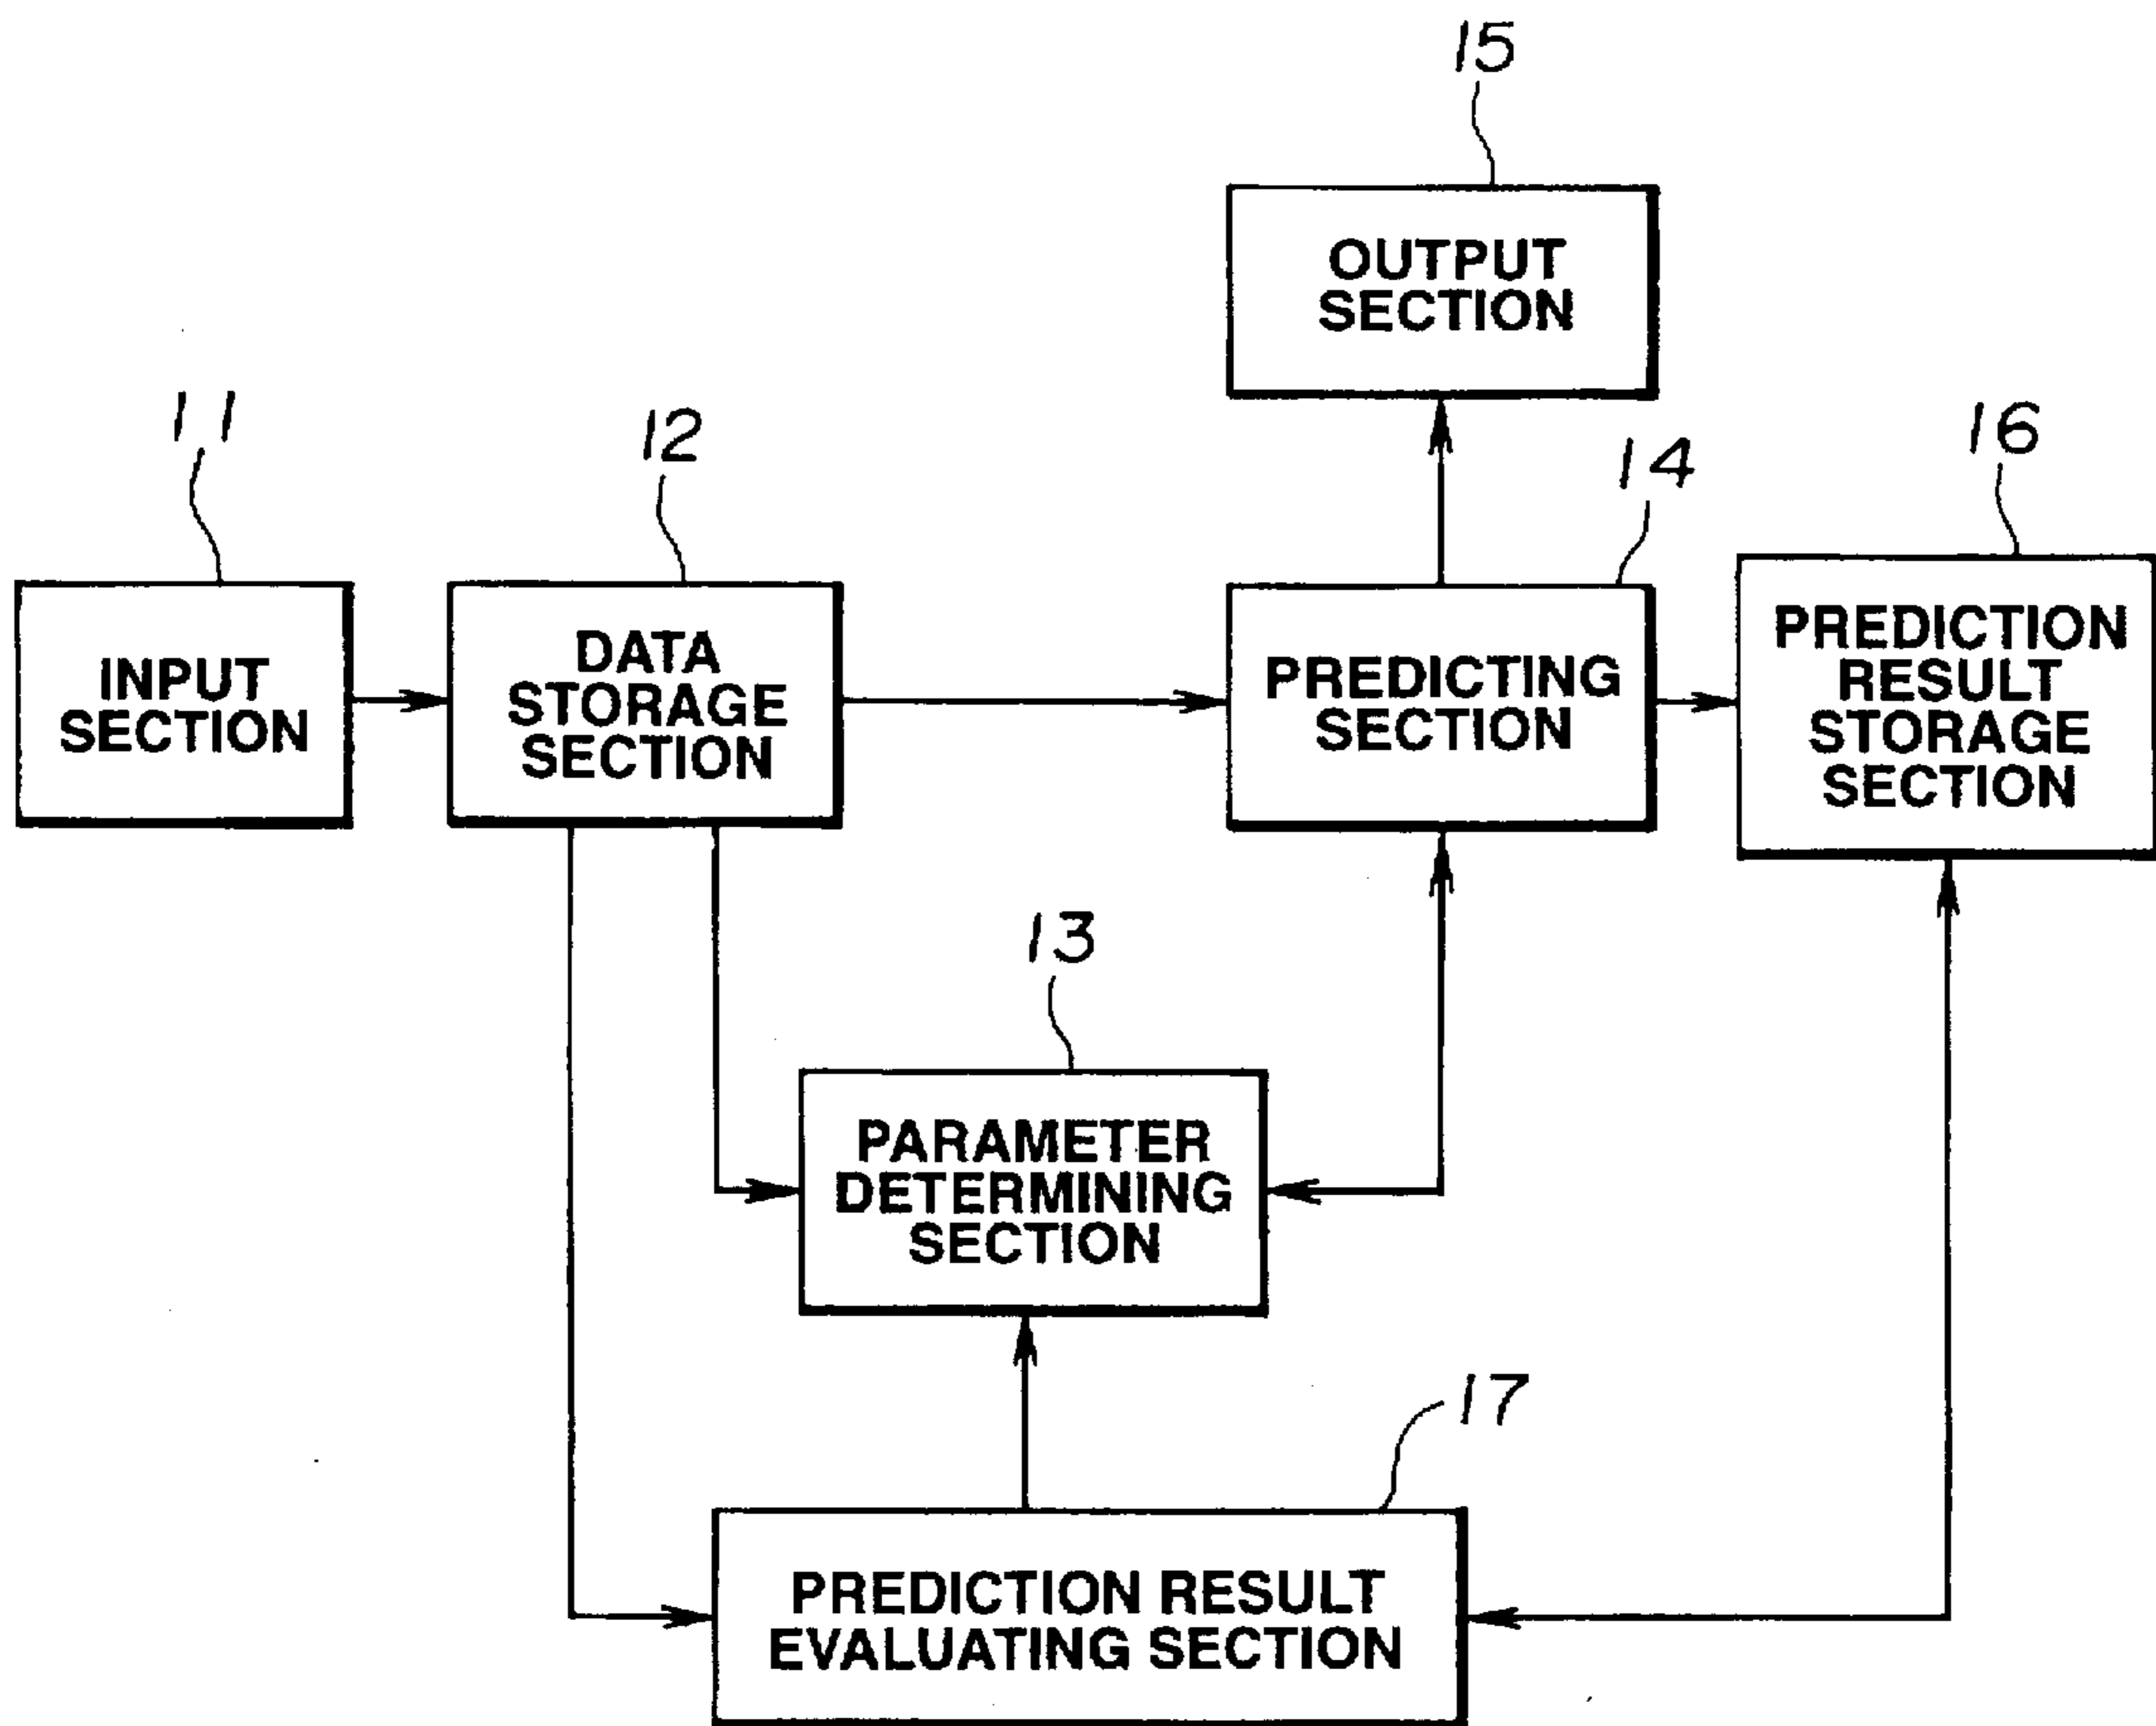 15
OUTPUT
SECTION
11
12
14
16
INPUT
SECTION
DATA
STORAGE
SECTION
PREDICTING
SECTION
PREDICTION
RESULT
STORAGE
SECTION
13
PARAMETER
DETERMINING
SECTION
17
PREDICTION RESULT
EVALUATING SECTION